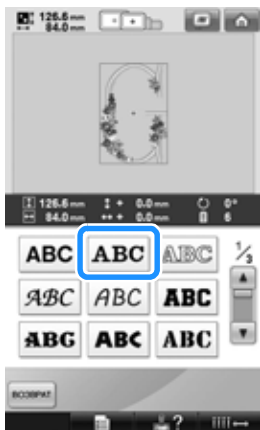 126.6 mm
84.0 mm
126.6 mm + 0.0 mm 0°
84.0 mm + 0.0 mm 6
ABC ABC ABC 1/3
ABC ABC ABC
ABG ABC ABC
ВОЗВРАТ
?